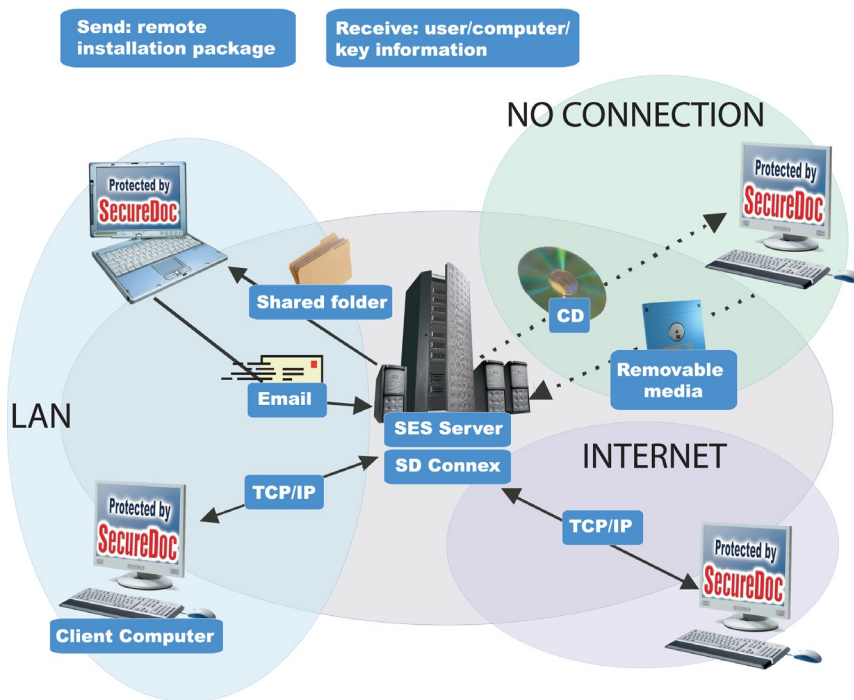 Send: remote
installation package
Receive: user/computer/
key information
NO CONNECTION
Protected by
SecureDoc
Protected by
SecureDoc
Shared folder
CD
Removable
media
Email
LAN
SES Server
SD Connex
INTERNET
TCP/IP
TCP/IP
Protected by
SecureDoc
Protected by
SecureDoc
Client Computer